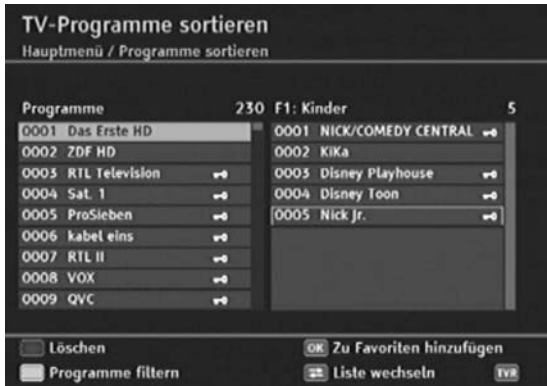 TV-Programme sortieren
Hauptmenü / Programme sortieren
Programme 230
0001 Das Erste HD
0002 ZDF HD
0003 RTL Television
0004 Sat. 1
0005 ProSieben
0006 kabel eins
0007 RTL II
0008 VOX
0009 QVC
F1: Kinder 5
0001 NICK/COMEDY CENTRAL
0002 KiKa
0003 Disney Playhouse
0004 Disney Toon
0005 Nick Jr.
Löschen
OK Zu Favoriten hinzufügen
Programme filtern
Liste wechseln
TVR